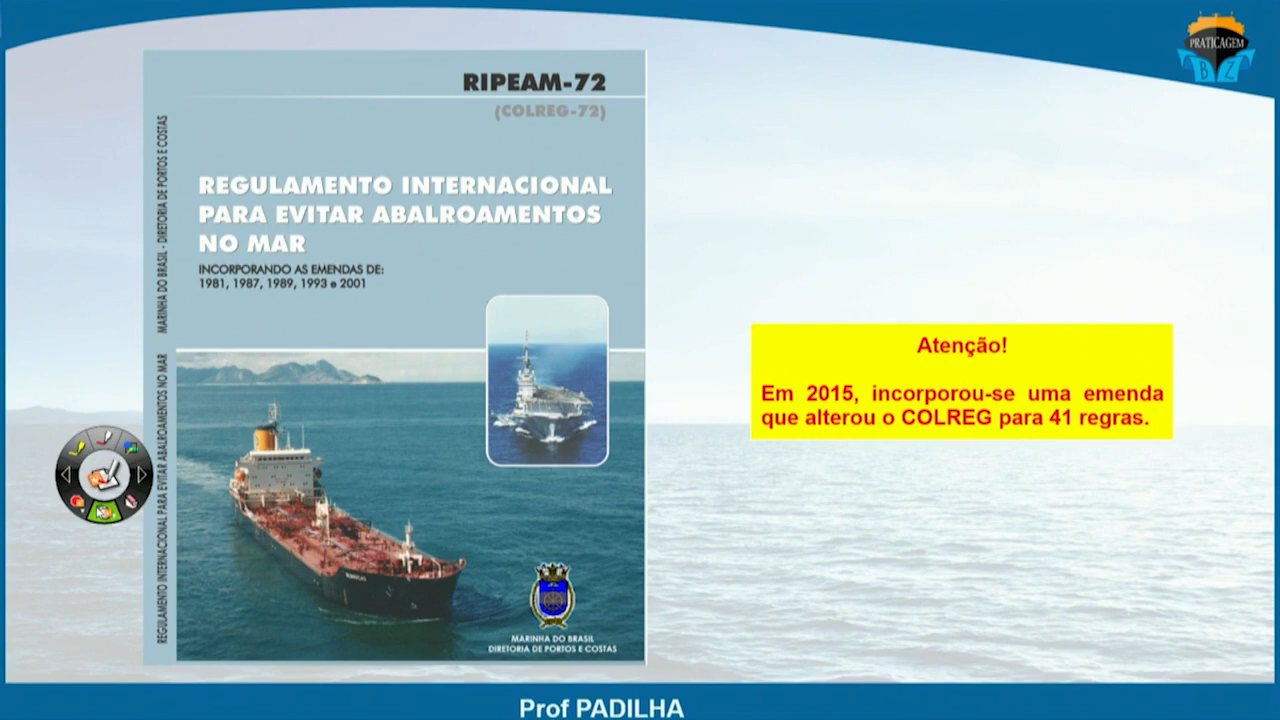 PRATICAGEM
B Z
RIPEAM-72
(COLREG-72)
REGULAMENTO INTERNACIONAL
PARA EVITAR ABALROAMENTOS
NO MAR
INCORPORANDO AS EMENDAS DE:
1981, 1987, 1989, 1993 e 2001
MARINHA DO BRASIL - DIRETORIA DE PORTOS E COSTAS
REGULAMENTO INTERNACIONAL PARA EVITAR ABALROAMENTOS NO MAR
MARINHA DO BRASIL
DIRETORIA DE PORTOS E COSTAS
Atenção!
Em 2015, incorporou-se uma emenda
que alterou o COLREG para 41 regras.
Prof PADILHA